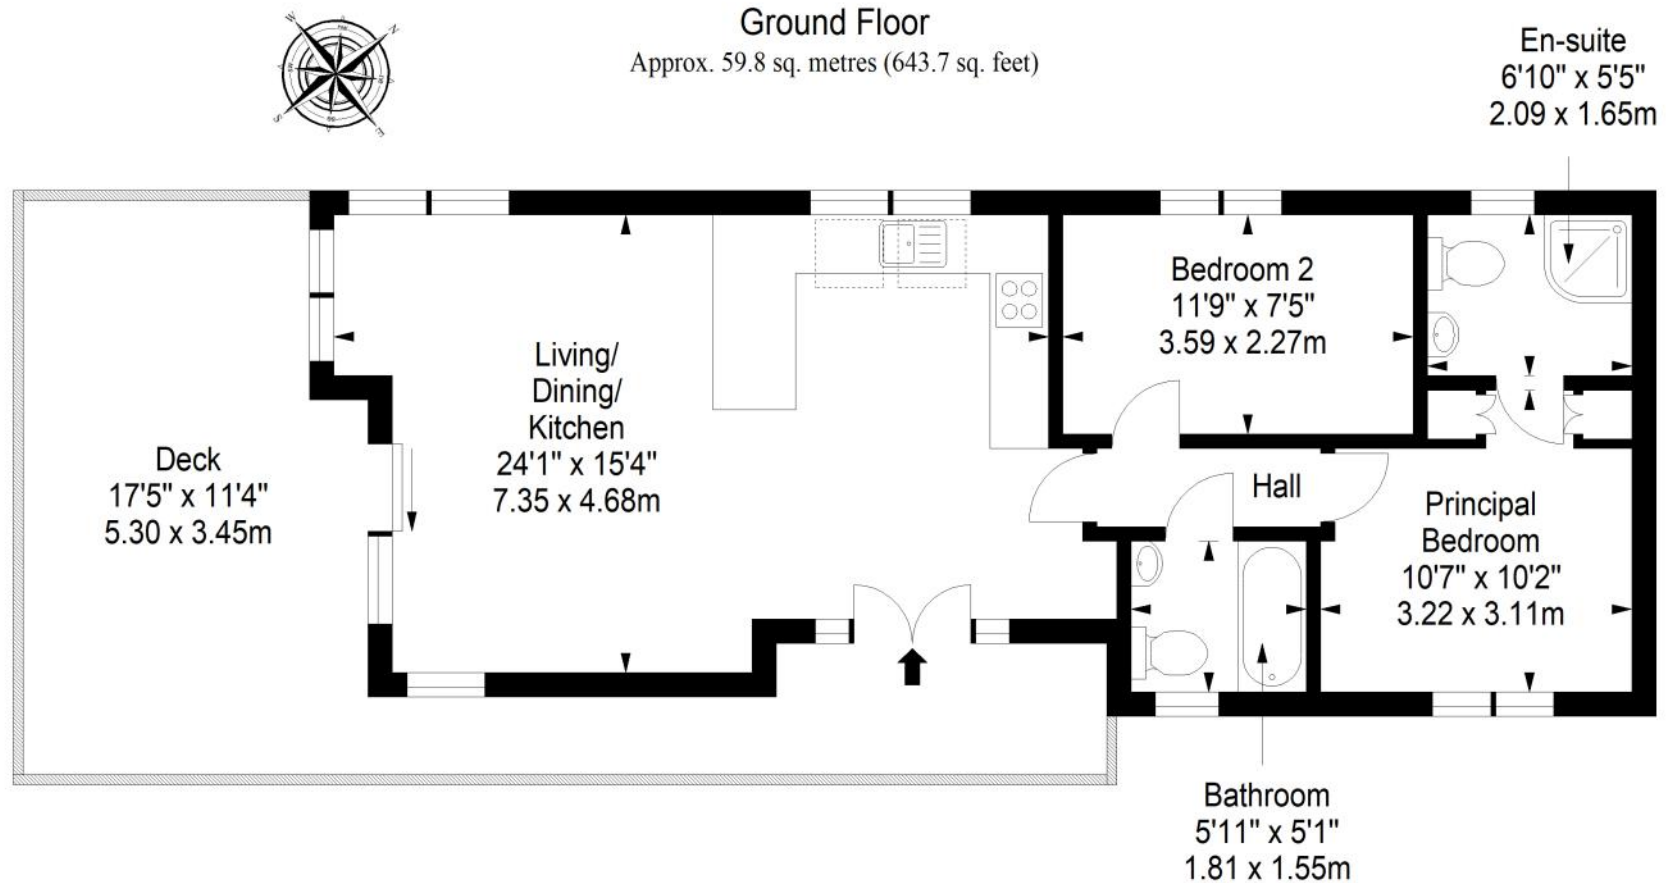 Ground Floor
Approx. 59.8 sq. metres (643.7 sq. feet)
W
N
S
E
En-suite
6'10" x 5'5"
2.09 x 1.65m
Bedroom 2
11'9" x 7'5"
3.59 x 2.27m
Living/
Dining/
Kitchen
24'1" x 15'4"
7.35 x 4.68m
Deck
17'5" x 11'4"
5.30 x 3.45m
Hall
Principal
Bedroom
10'7" x 10'2"
3.22 x 3.11m
Bathroom
5'11" x 5'1"
1.81 x 1.55m